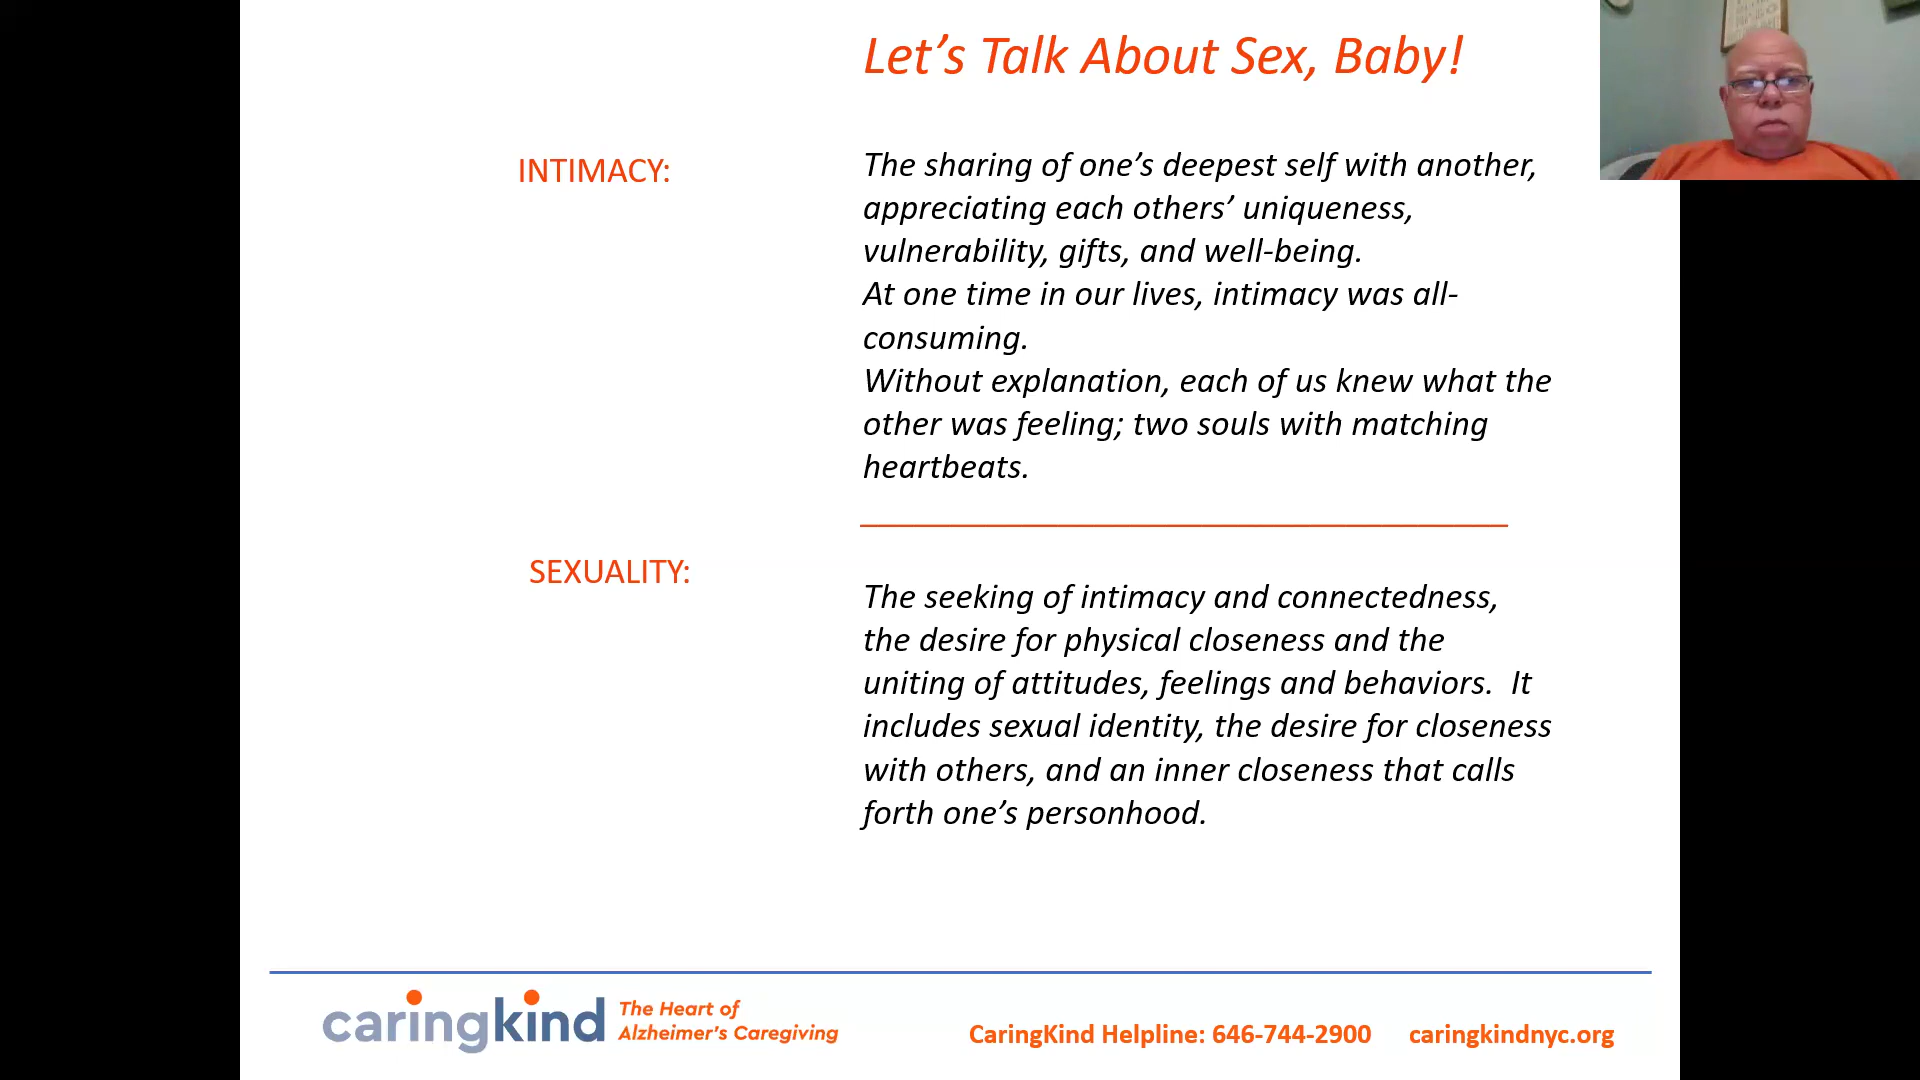 Let’s Talk About Sex, Baby!
INTIMACY:
The sharing of one’s deepest self with another,
appreciating each others’ uniqueness,
vulnerability, gifts, and well-being.
At one time in our lives, intimacy was all-
consuming.
Without explanation, each of us knew what the
other was feeling; two souls with matching
heartbeats.
SEXUALITY:
The seeking of intimacy and connectedness,
the desire for physical closeness and the
uniting of attitudes, feelings and behaviors.  It
includes sexual identity, the desire for closeness
with others, and an inner closeness that calls
forth one’s personhood.
caringkind
The Heart of
Alzheimer’s Caregiving
CaringKind Helpline: 646-744-2900 caringkindnyc.org